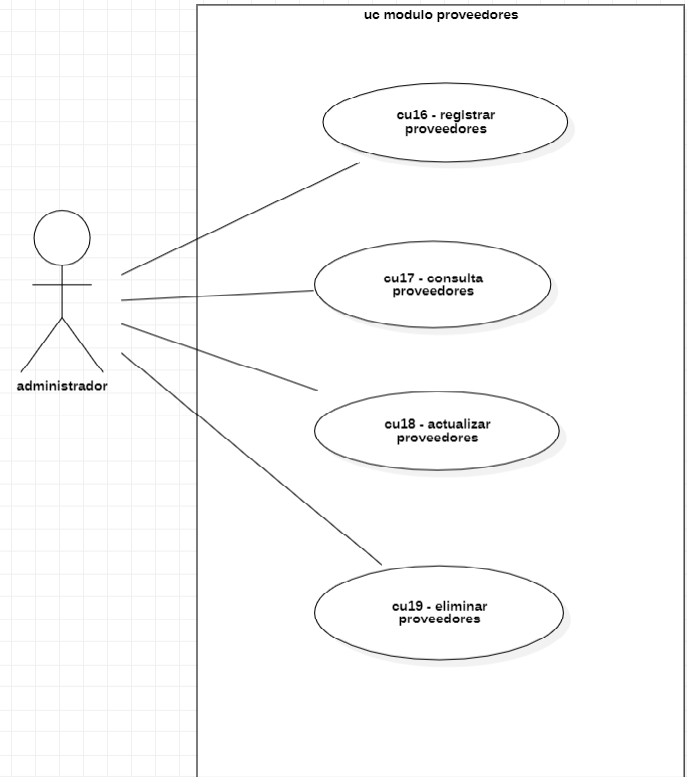 uc modulo proveedores
cu16 - registrar
proveedores
cu17 - consulta
proveedores
administrador
cu18 - actualizar
proveedores
cu19 - eliminar
proveedores